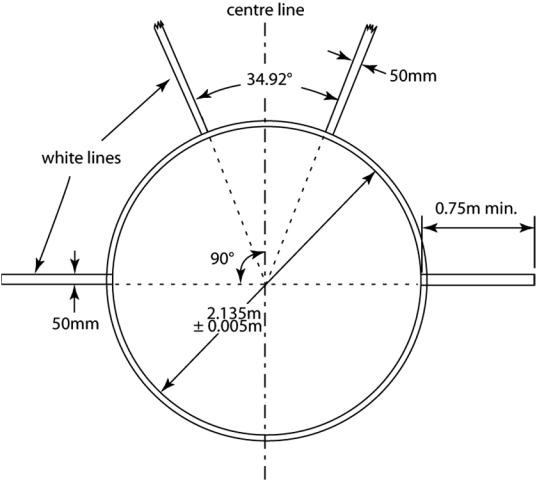 centre line
34.92°
50mm
white lines
0.75m min.
90°
2.135m
± 0.005m
50mm